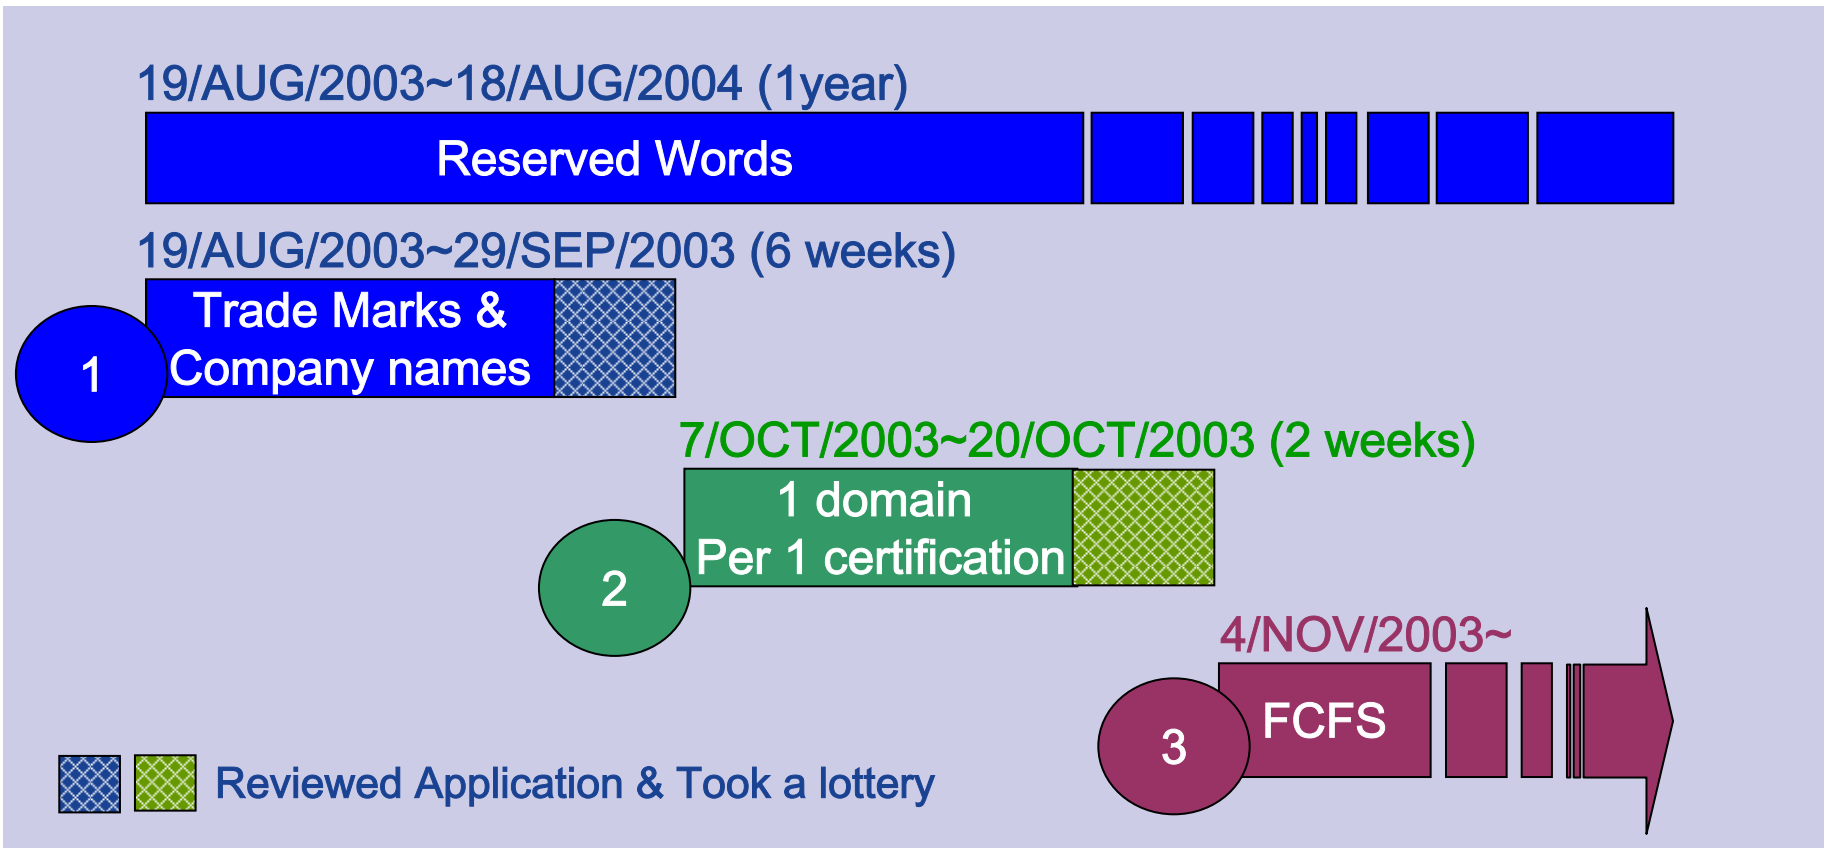 19/AUG/2003~18/AUG/2004 (1year)
Reserved Words
19/AUG/2003~29/SEP/2003 (6 weeks)
1
Trade Marks &
Company names
7/OCT/2003~20/OCT/2003 (2 weeks)
2
1 domain
Per 1 certification
4/NOV/2003~
3
FCFS
Reviewed Application & Took a lottery